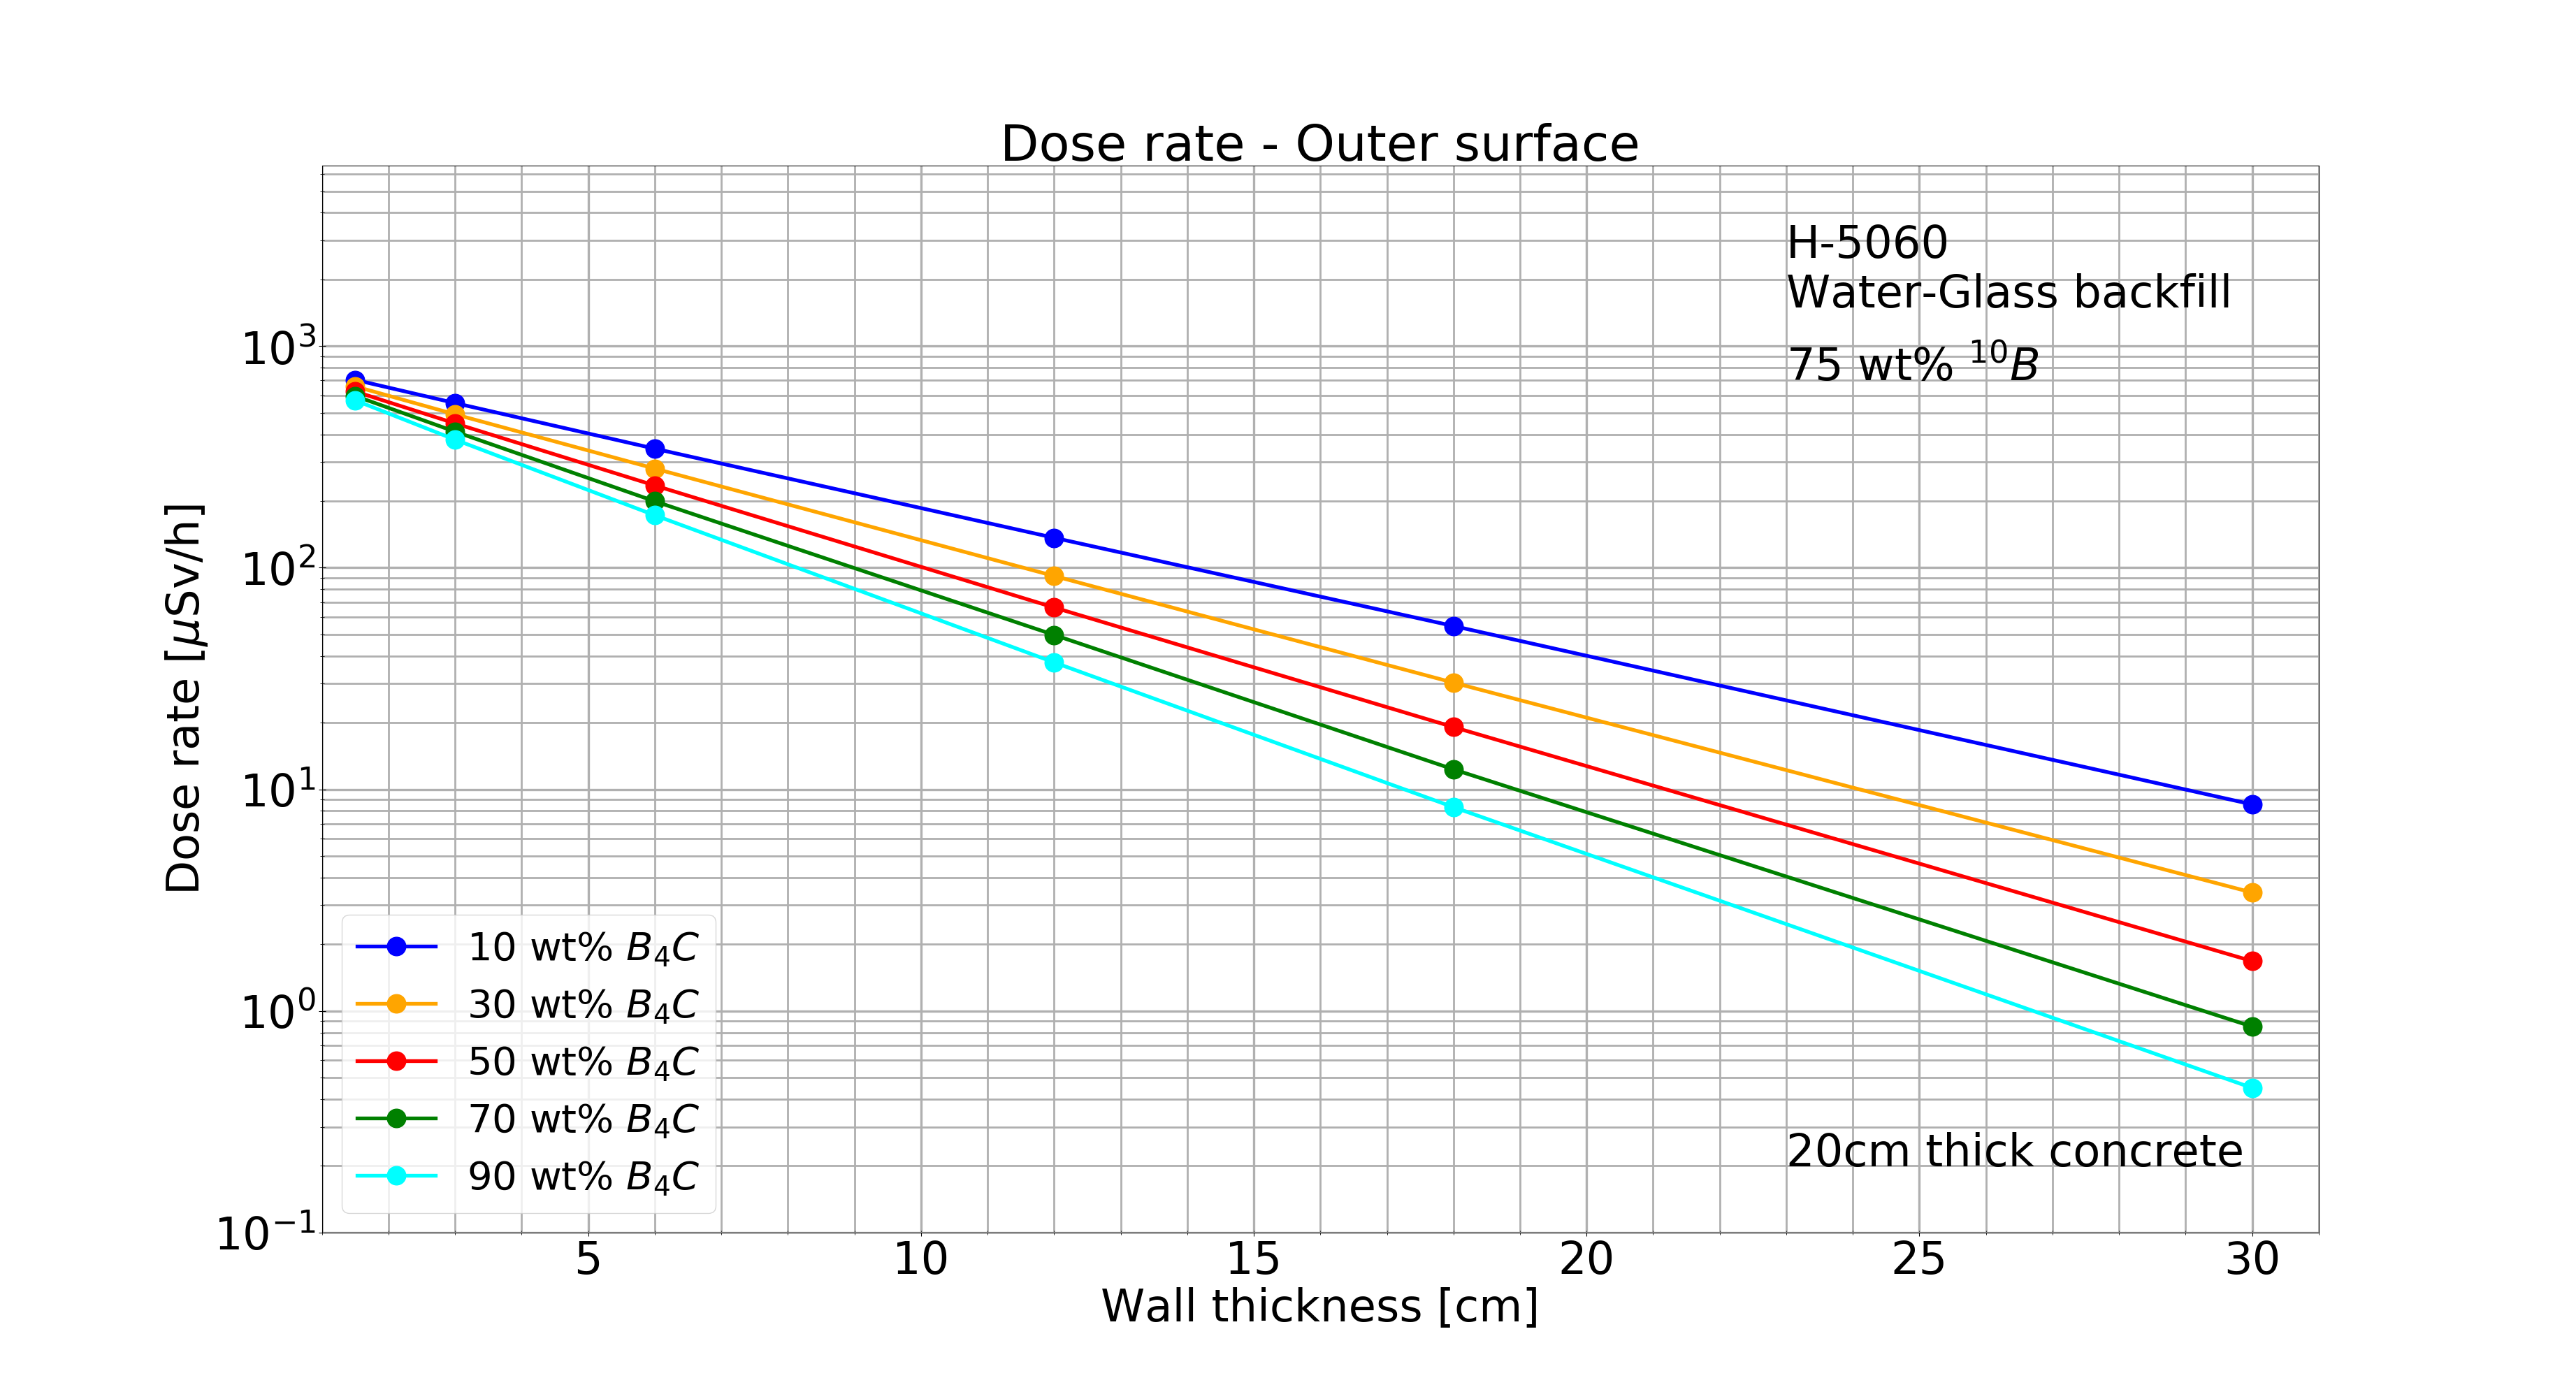 Dose rate - Outer surface
H-5060
Water-Glass backfill
75 wt% ¹⁰B
Dose rate [μSv/h]
10³
10²
10¹
10⁰
10⁻¹
10 wt% B₄C
30 wt% B₄C
50 wt% B₄C
70 wt% B₄C
90 wt% B₄C
20cm thick concrete
5 10 15 20 25 30
Wall thickness [cm]